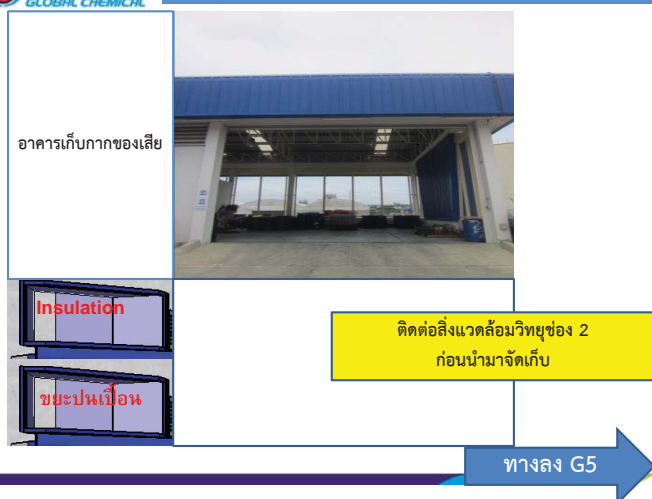 GLOBAL CHEMICAL
อาคารเก็บกากของเสีย
Insulation
ขยะปนเปื้อน
ติดต่อสิ่งแวดล้อมวิทยุช่อง 2
ก่อนนำมาจัดเก็บ
ทางลง G5